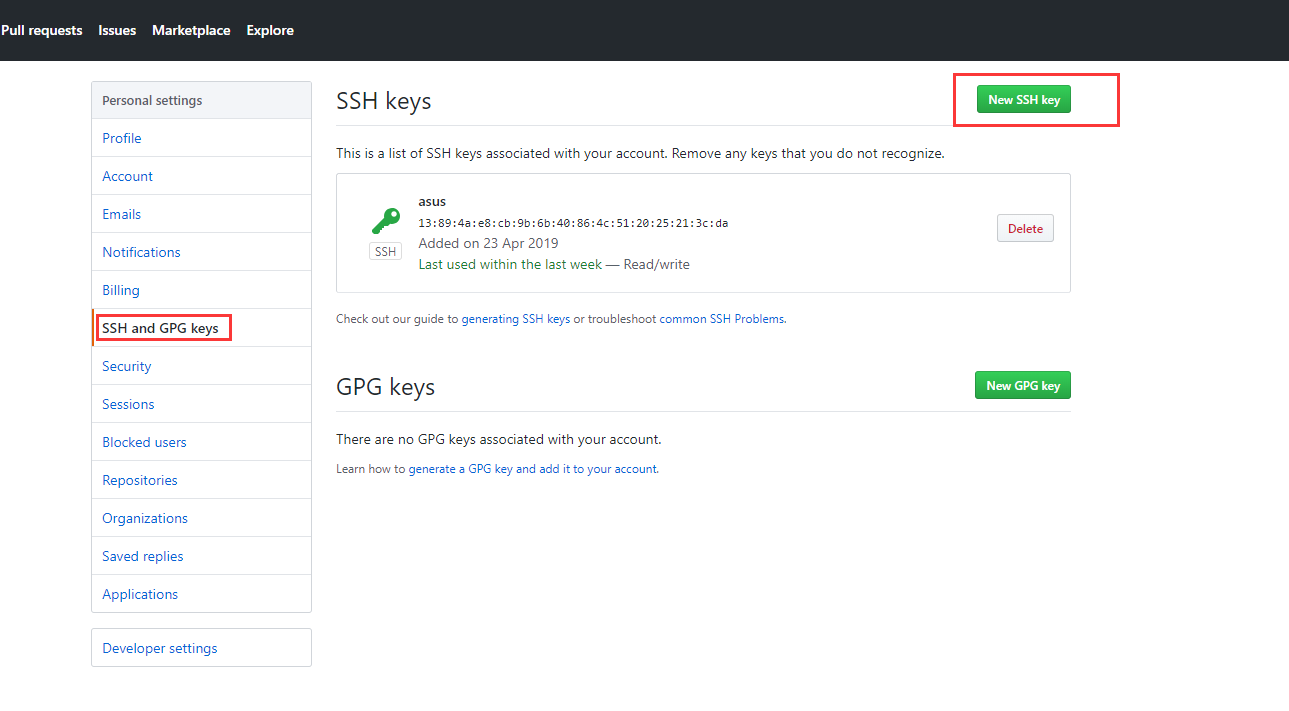 Pull requests Issues Marketplace Explore
Personal settings
Profile
Account
Emails
Notifications
Billing
SSH and GPG keys
Security
Sessions
Blocked users
Repositories
Organizations
Saved replies
Applications
Developer settings
SSH keys
New SSH key
This is a list of SSH keys associated with your account. Remove any keys that you do not recognize.
SSH
asus
13:89:4a:e8:cb:9b:6b:40:86:4c:51:20:25:21:3c:da
Added on 23 Apr 2019
Last used within the last week — Read/write
Delete
Check out our guide to generating SSH keys or troubleshoot common SSH Problems.
GPG keys
New GPG key
There are no GPG keys associated with your account.
Learn how to generate a GPG key and add it to your account.